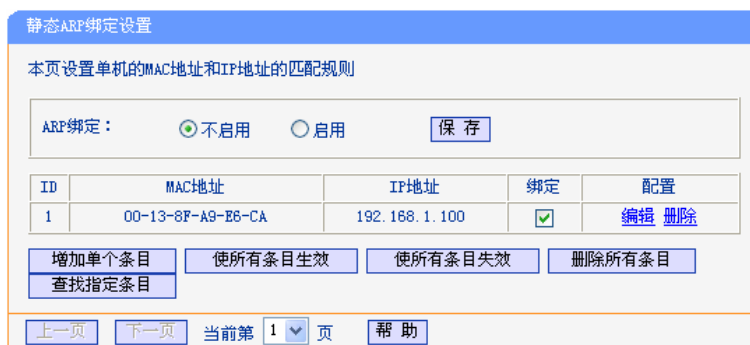 静态ARP绑定设置
本页设置单机的MAC地址和IP地址的匹配规则
ARP绑定： 不启用 启用 保 存
ID MAC地址 IP地址 绑定 配置
1 00-13-8F-A9-E6-CA 192.168.1.100 编辑 删除
增加单个条目 使所有条目生效 使所有条目失效 删除所有条目
查找指定条目
上一页 下一页 当前第 1 页 帮 助